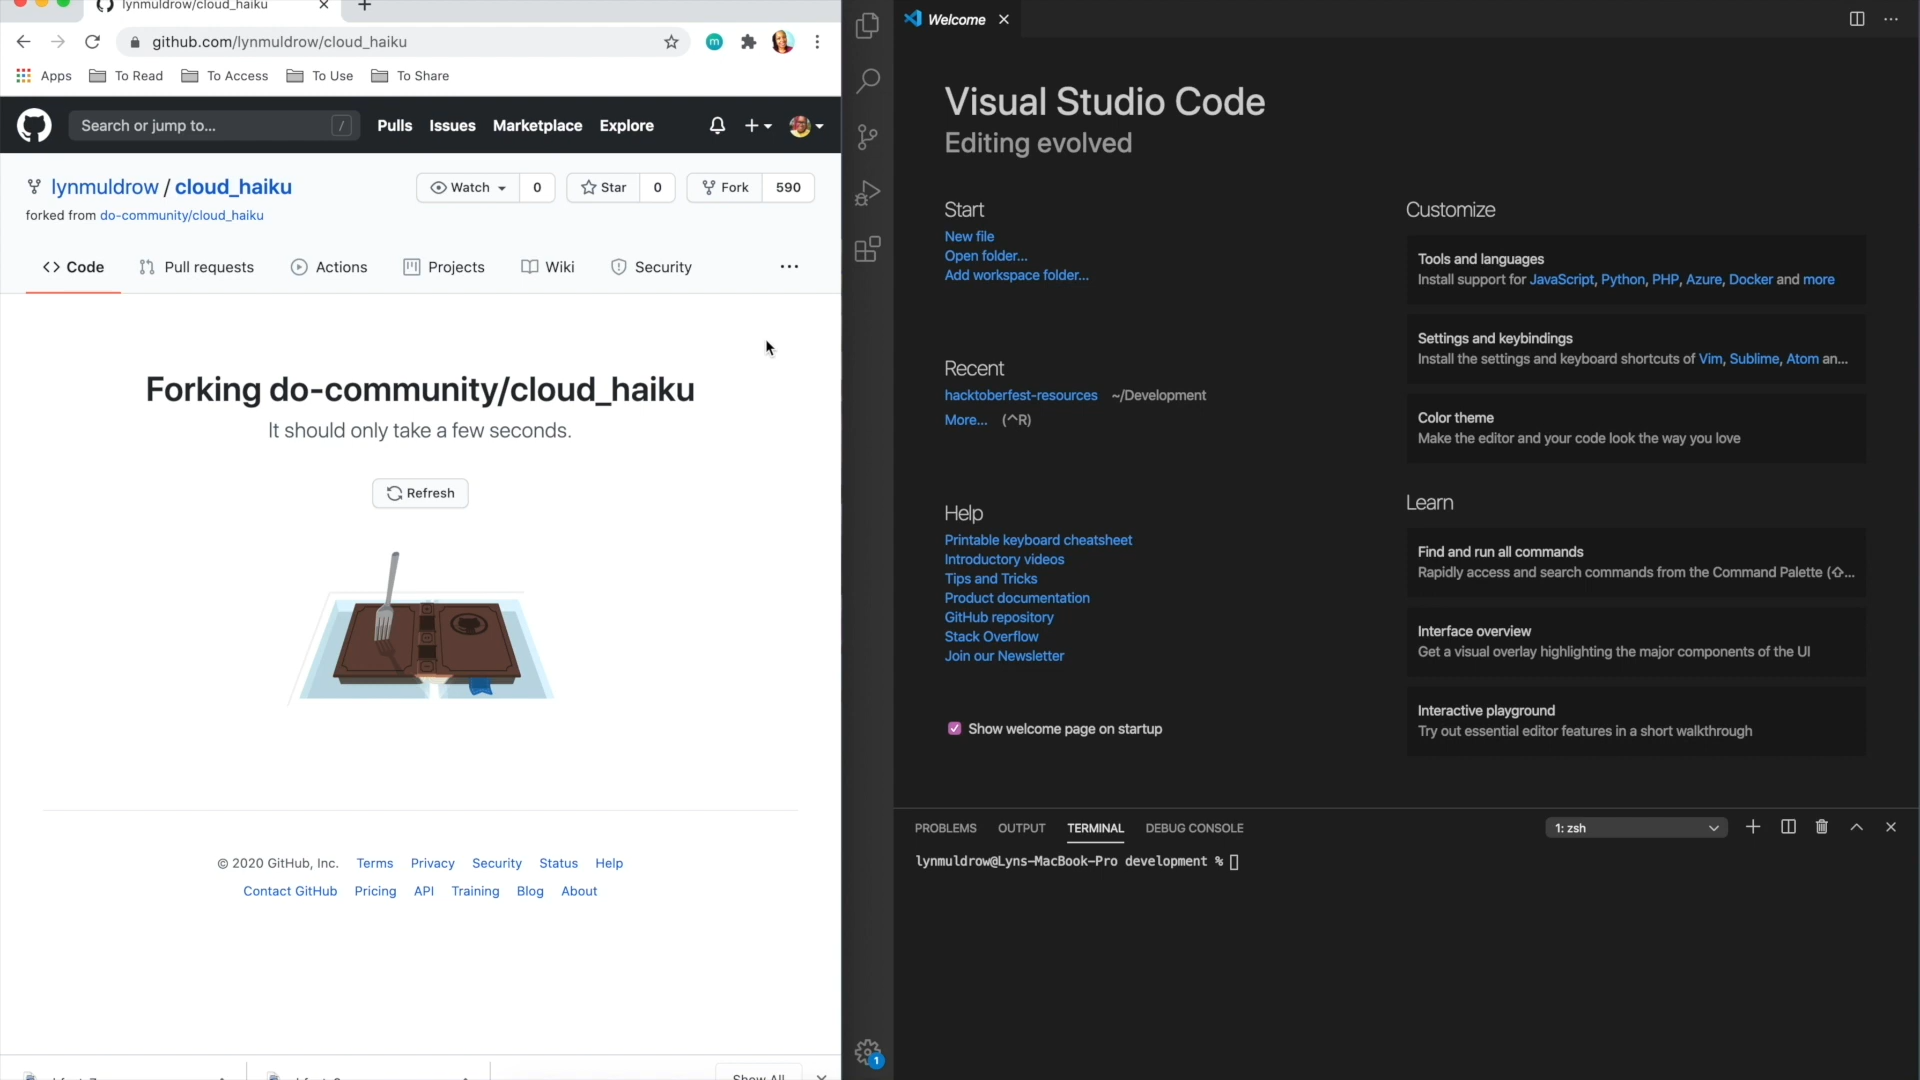 lynmuldrow/cloud_haiku
github.com/lynmuldrow/cloud_haiku
m
Apps To Read To Access To Use To Share
Search or jump to... /
Pulls Issues Marketplace Explore
lynmuldrow / cloud_haiku
Watch 0 Star 0 Fork 590
forked from do-community/cloud_haiku
Code Pull requests Actions Projects Wiki Security
Forking do-community/cloud_haiku
It should only take a few seconds.
Refresh
© 2020 GitHub, Inc. Terms Privacy Security Status Help
Contact GitHub Pricing API Training Blog About
Show All
Welcome
Visual Studio Code
Editing evolved
Start
New file
Open folder...
Add workspace folder...
Recent
hacktoberfest-resources ~/Development
More... (^R)
Help
Printable keyboard cheatsheet
Introductory videos
Tips and Tricks
Product documentation
GitHub repository
Stack Overflow
Join our Newsletter
Show welcome page on startup
Customize
Tools and languages
Install support for JavaScript, Python, PHP, Azure, Docker and more
Settings and keybindings
Install the settings and keyboard shortcuts of Vim, Sublime, Atom an...
Color theme
Make the editor and your code look the way you love
Learn
Find and run all commands
Rapidly access and search commands from the Command Palette (⇧...
Interface overview
Get a visual overlay highlighting the major components of the UI
Interactive playground
Try out essential editor features in a short walkthrough
PROBLEMS OUTPUT TERMINAL DEBUG CONSOLE
1: zsh
lynmuldrow@Lyns-MacBook-Pro development %
1